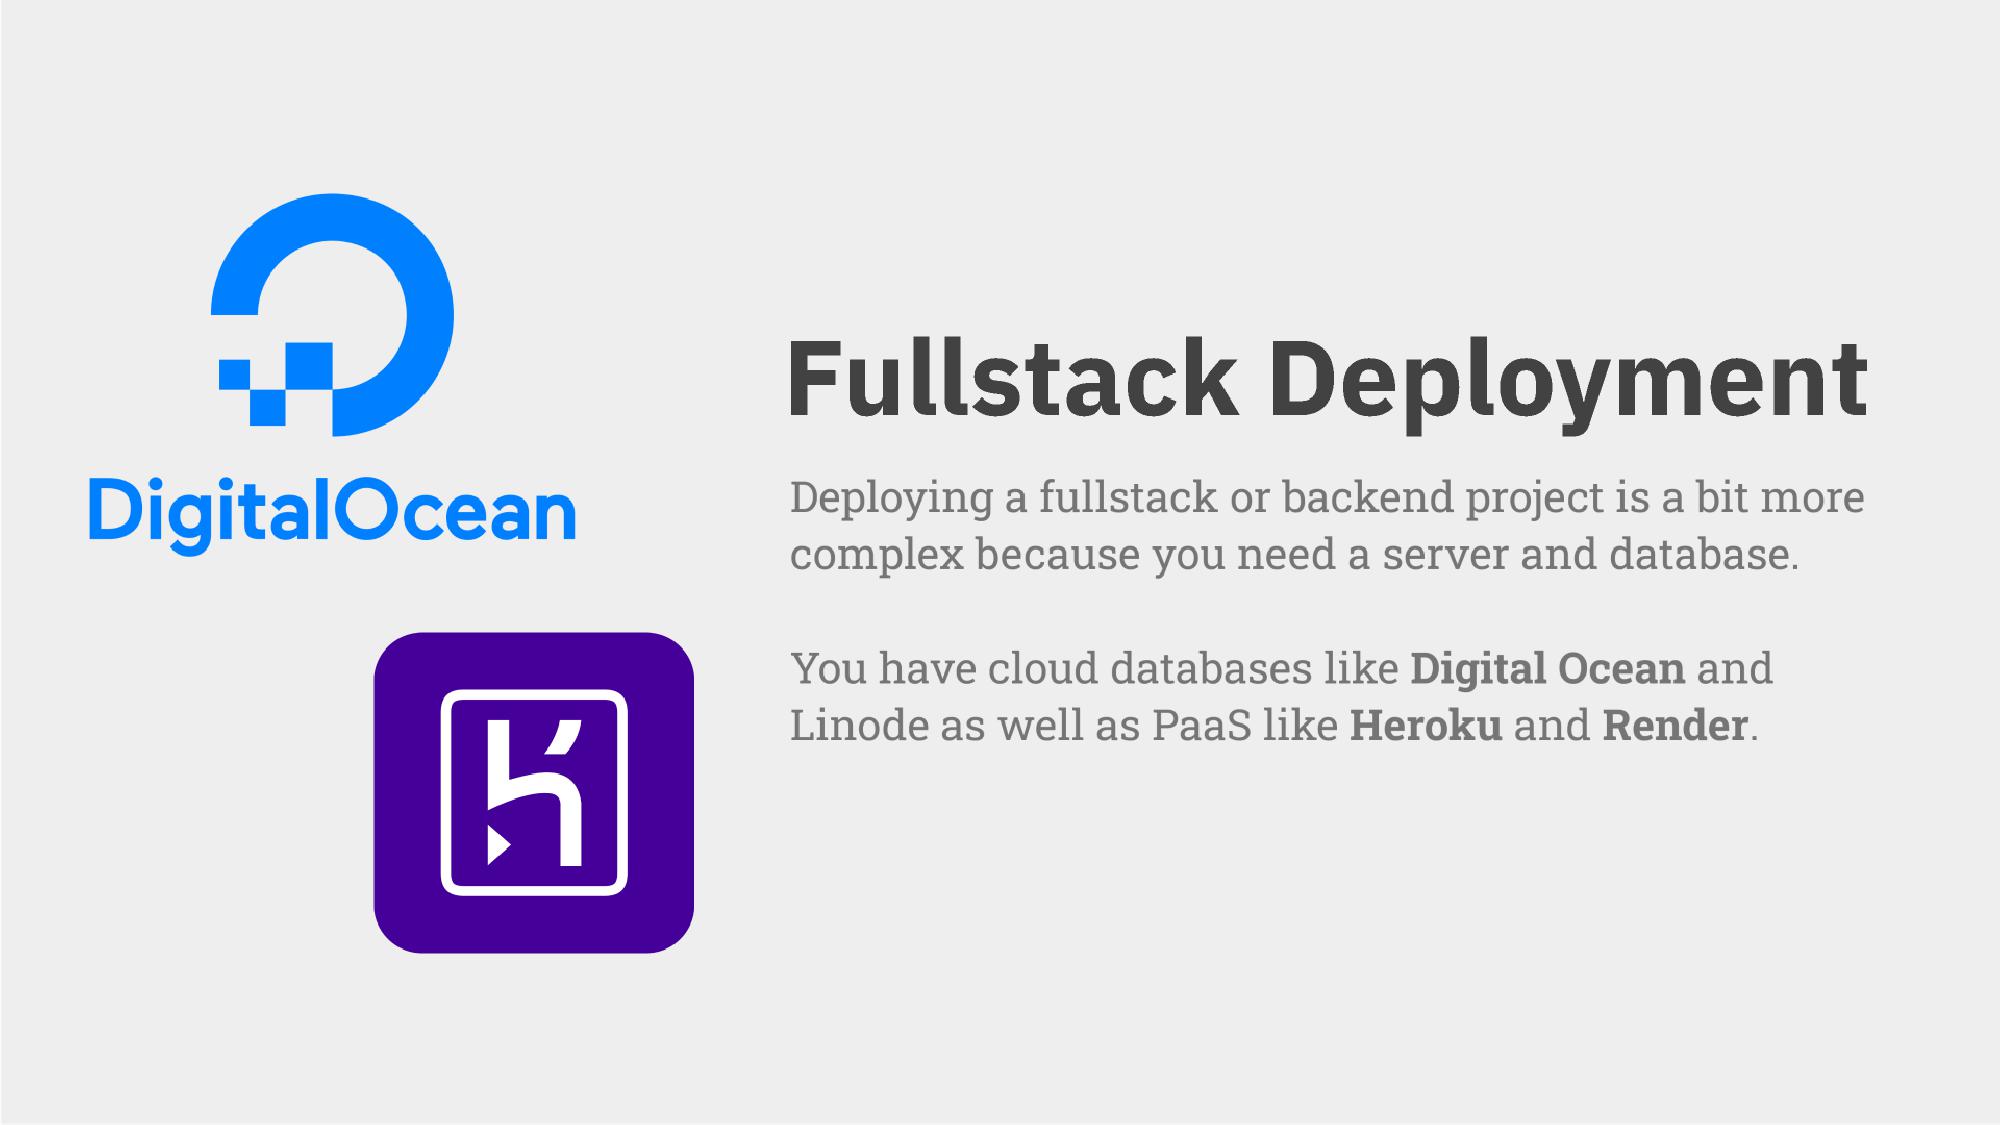 DigitalOcean
Fullstack Deployment
Deploying a fullstack or backend project is a bit more
complex because you need a server and database.
You have cloud databases like Digital Ocean and
Linode as well as PaaS like Heroku and Render.